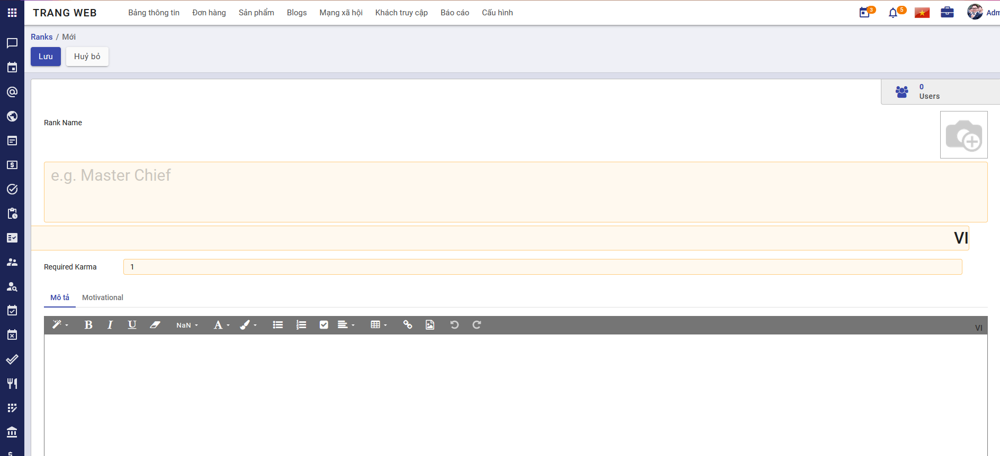 TRANG WEB Bảng thông tin Đơn hàng Sản phẩm Blogs Mạng xã hội Khách truy cập Báo cáo Cấu hình 3 5 Adm
Ranks / Mới
Lưu Huỷ bỏ
0
Users
Rank Name
e.g. Master Chief
VI
Required Karma 1
Mô tả Motivational
B I U NaN A VI